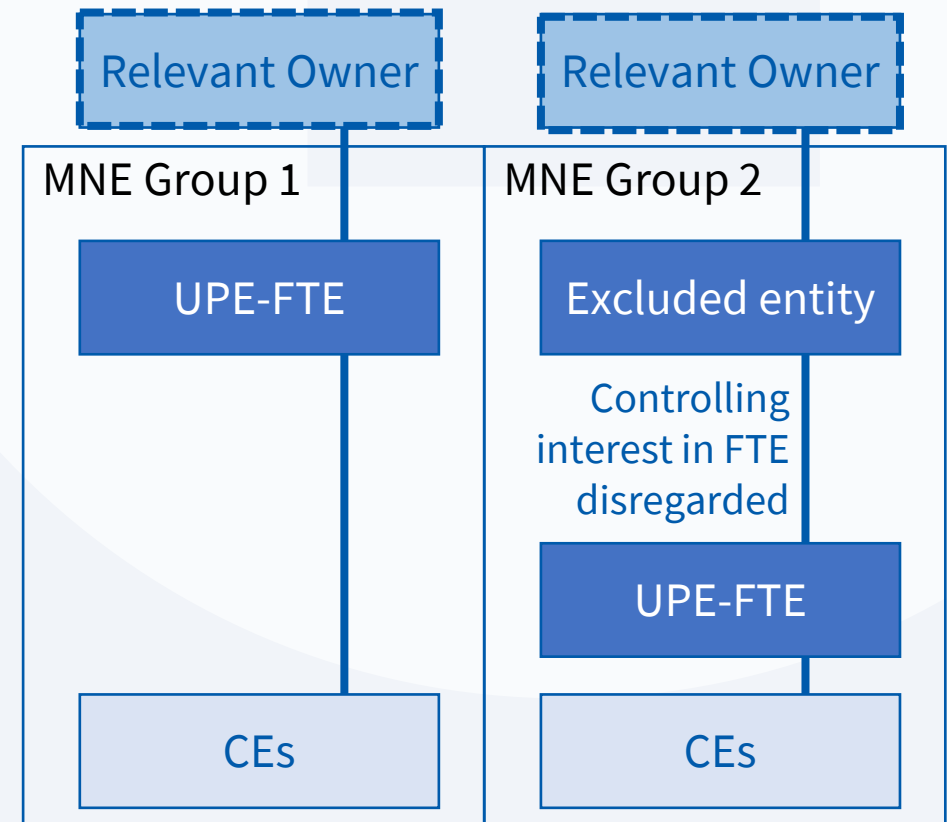 Relevant Owner
Relevant Owner
MNE Group 1
MNE Group 2
UPE-FTE
Excluded entity
Controlling
interest in FTE
disregarded
UPE-FTE
CEs
CEs